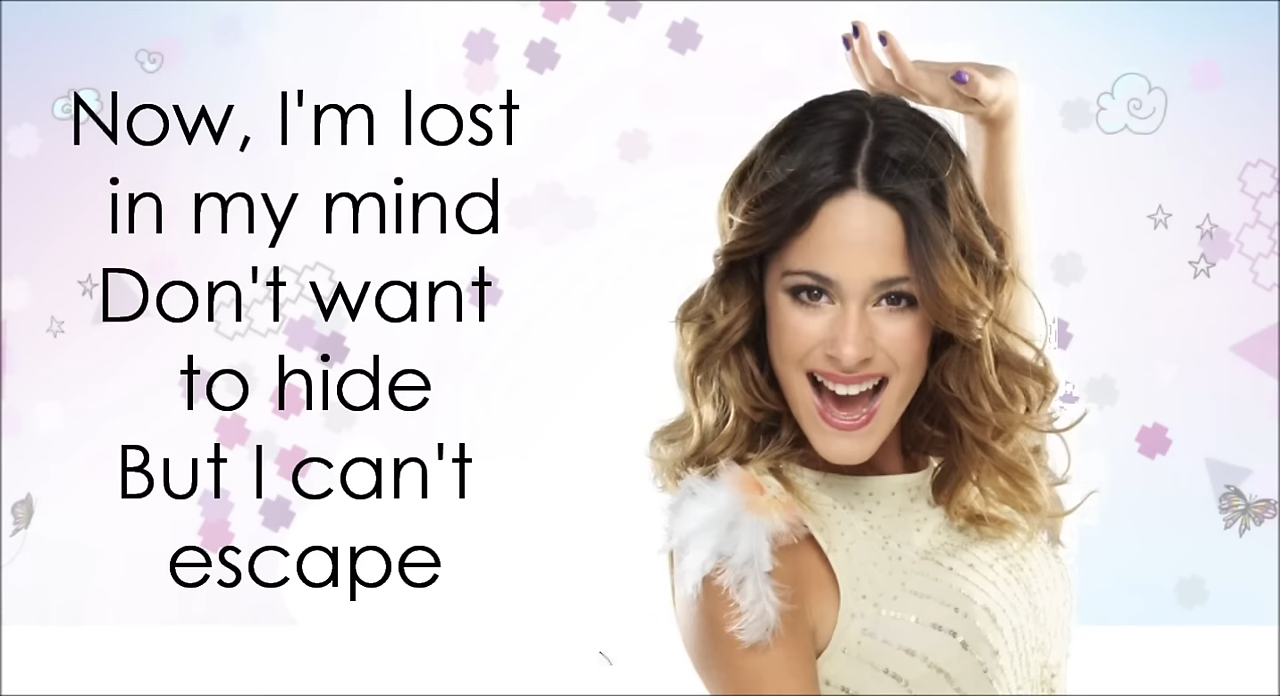 Now, I'm lost
in my mind
Don't want
to hide
But I can't
escape